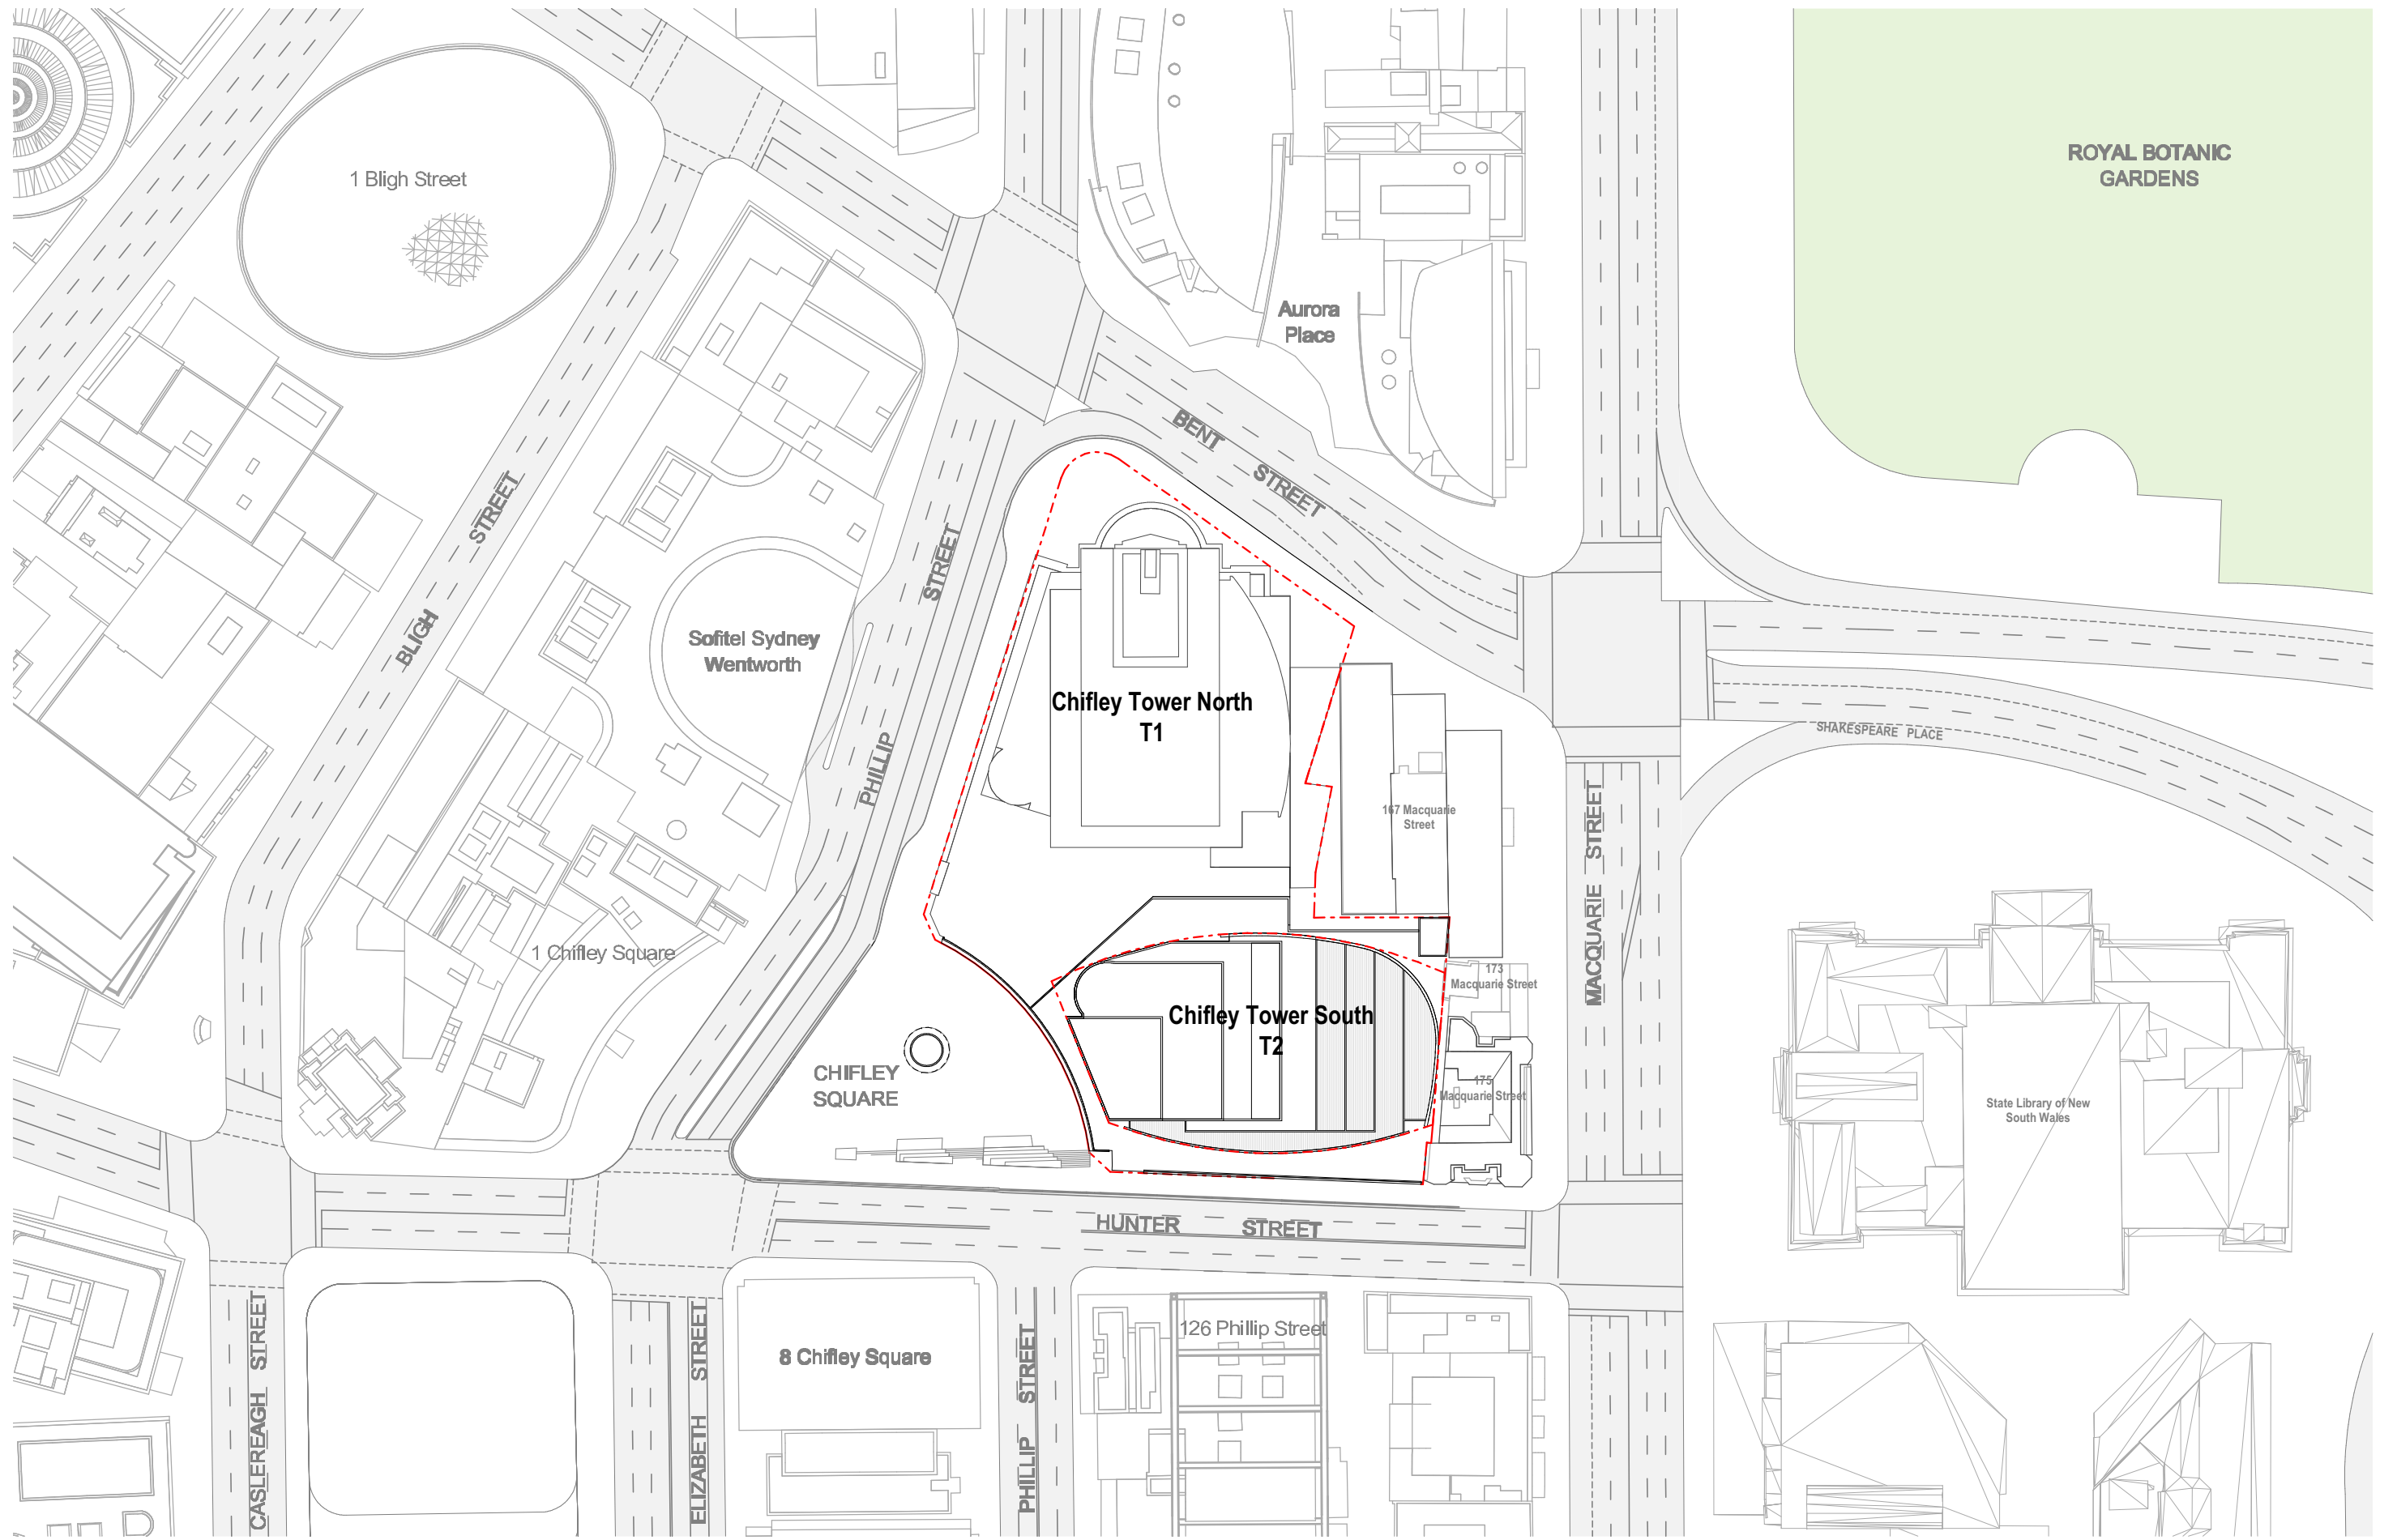 1 Bligh Street
ROYAL BOTANIC
GARDENS
Aurora
Place
BENT STREET
BLIGH STREET
PHILLIP STREET
Sofitel Sydney
Wentworth
Chifley Tower North
T1
SHAKESPEARE PLACE
167 Macquarie
Street
MACQUARIE STREET
1 Chifley Square
173
Macquarie Street
Chifley Tower South
T2
CHIFLEY
SQUARE
175
Macquarie Street
State Library of New
South Wales
HUNTER STREET
126 Phillip Street
8 Chifley Square
CASLEREAGH STREET
ELIZABETH STREET
PHILLIP STREET